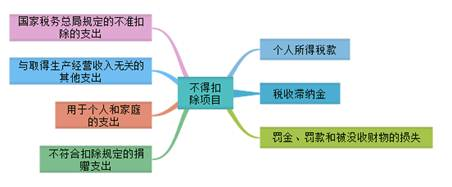 国家税务总局规定的不准
扣除的支出
与取得生产经营收入无关的
其他支出
用于个人和家庭
的支出
不符合扣除规定的捐
赠支出
不得扣
除项目
个人所得税款
税收滞纳金
罚金、罚款和被没收财物的损失